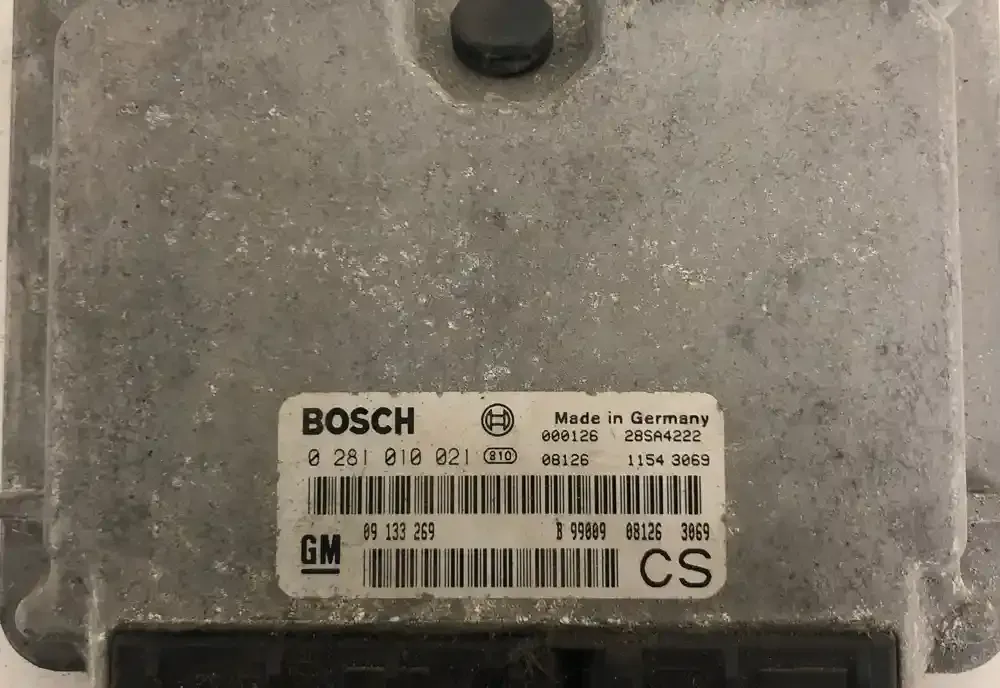 BOSCH Made in Germany
000126 28SA4222
0 281 010 021 810 08126 1154 3069
09 133 269 B 99009 08126 3069
GM CS